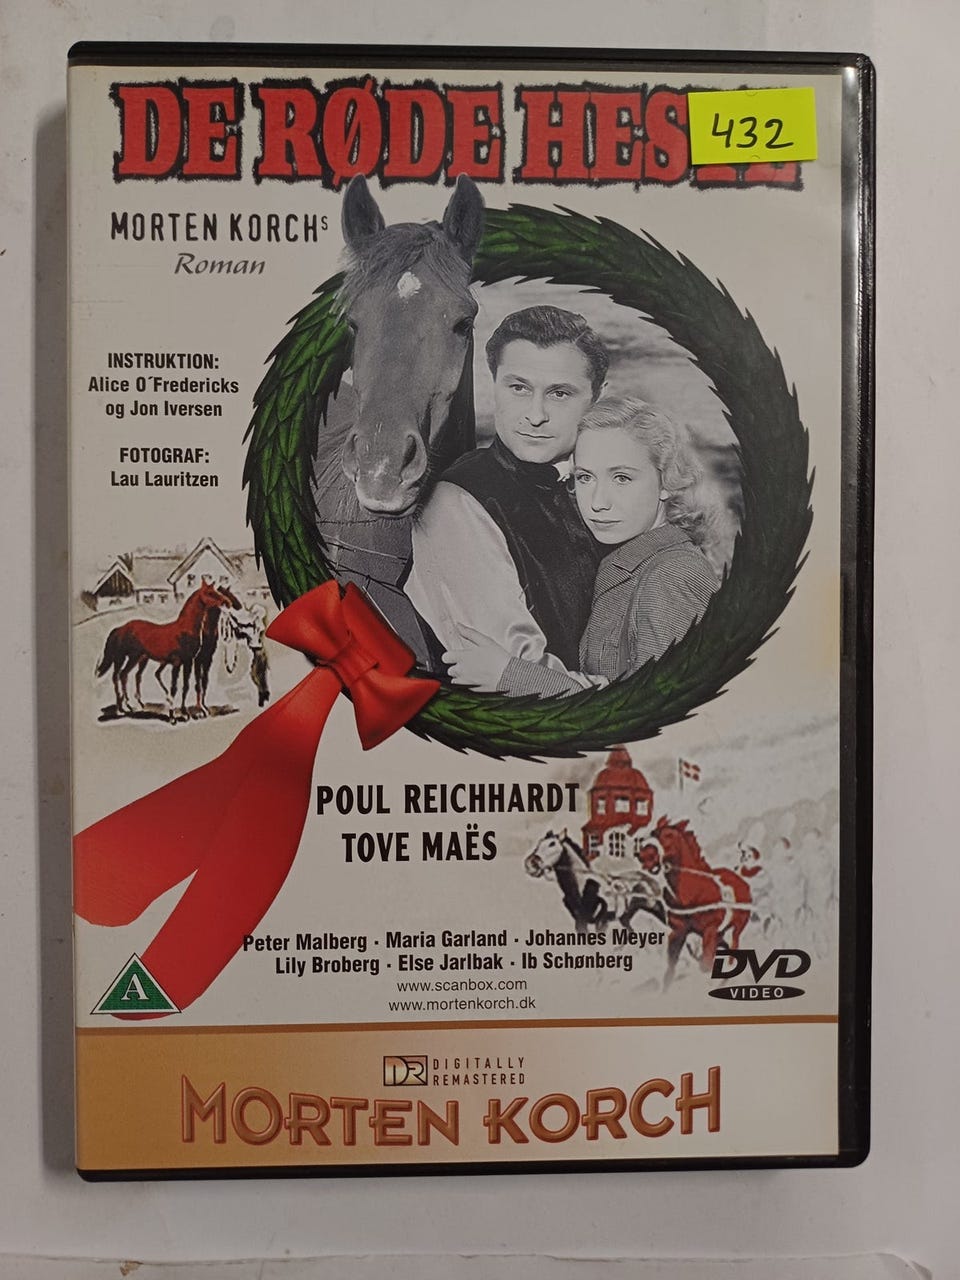 DE RØDE HESTE
432
MORTEN KORCHs
Roman
INSTRUKTION:
Alice O´Fredericks
og Jon Iversen
FOTOGRAF:
Lau Lauritzen
POUL REICHHARDT
TOVE MAËS
Peter Malberg · Maria Garland · Johannes Meyer
Lily Broberg · Else Jarlbak · Ib Schønberg
www.scanbox.com
www.mortenkorch.dk
A
DVD
VIDEO
DR DIGITALLY
REMASTERED
MORTEN KORCH